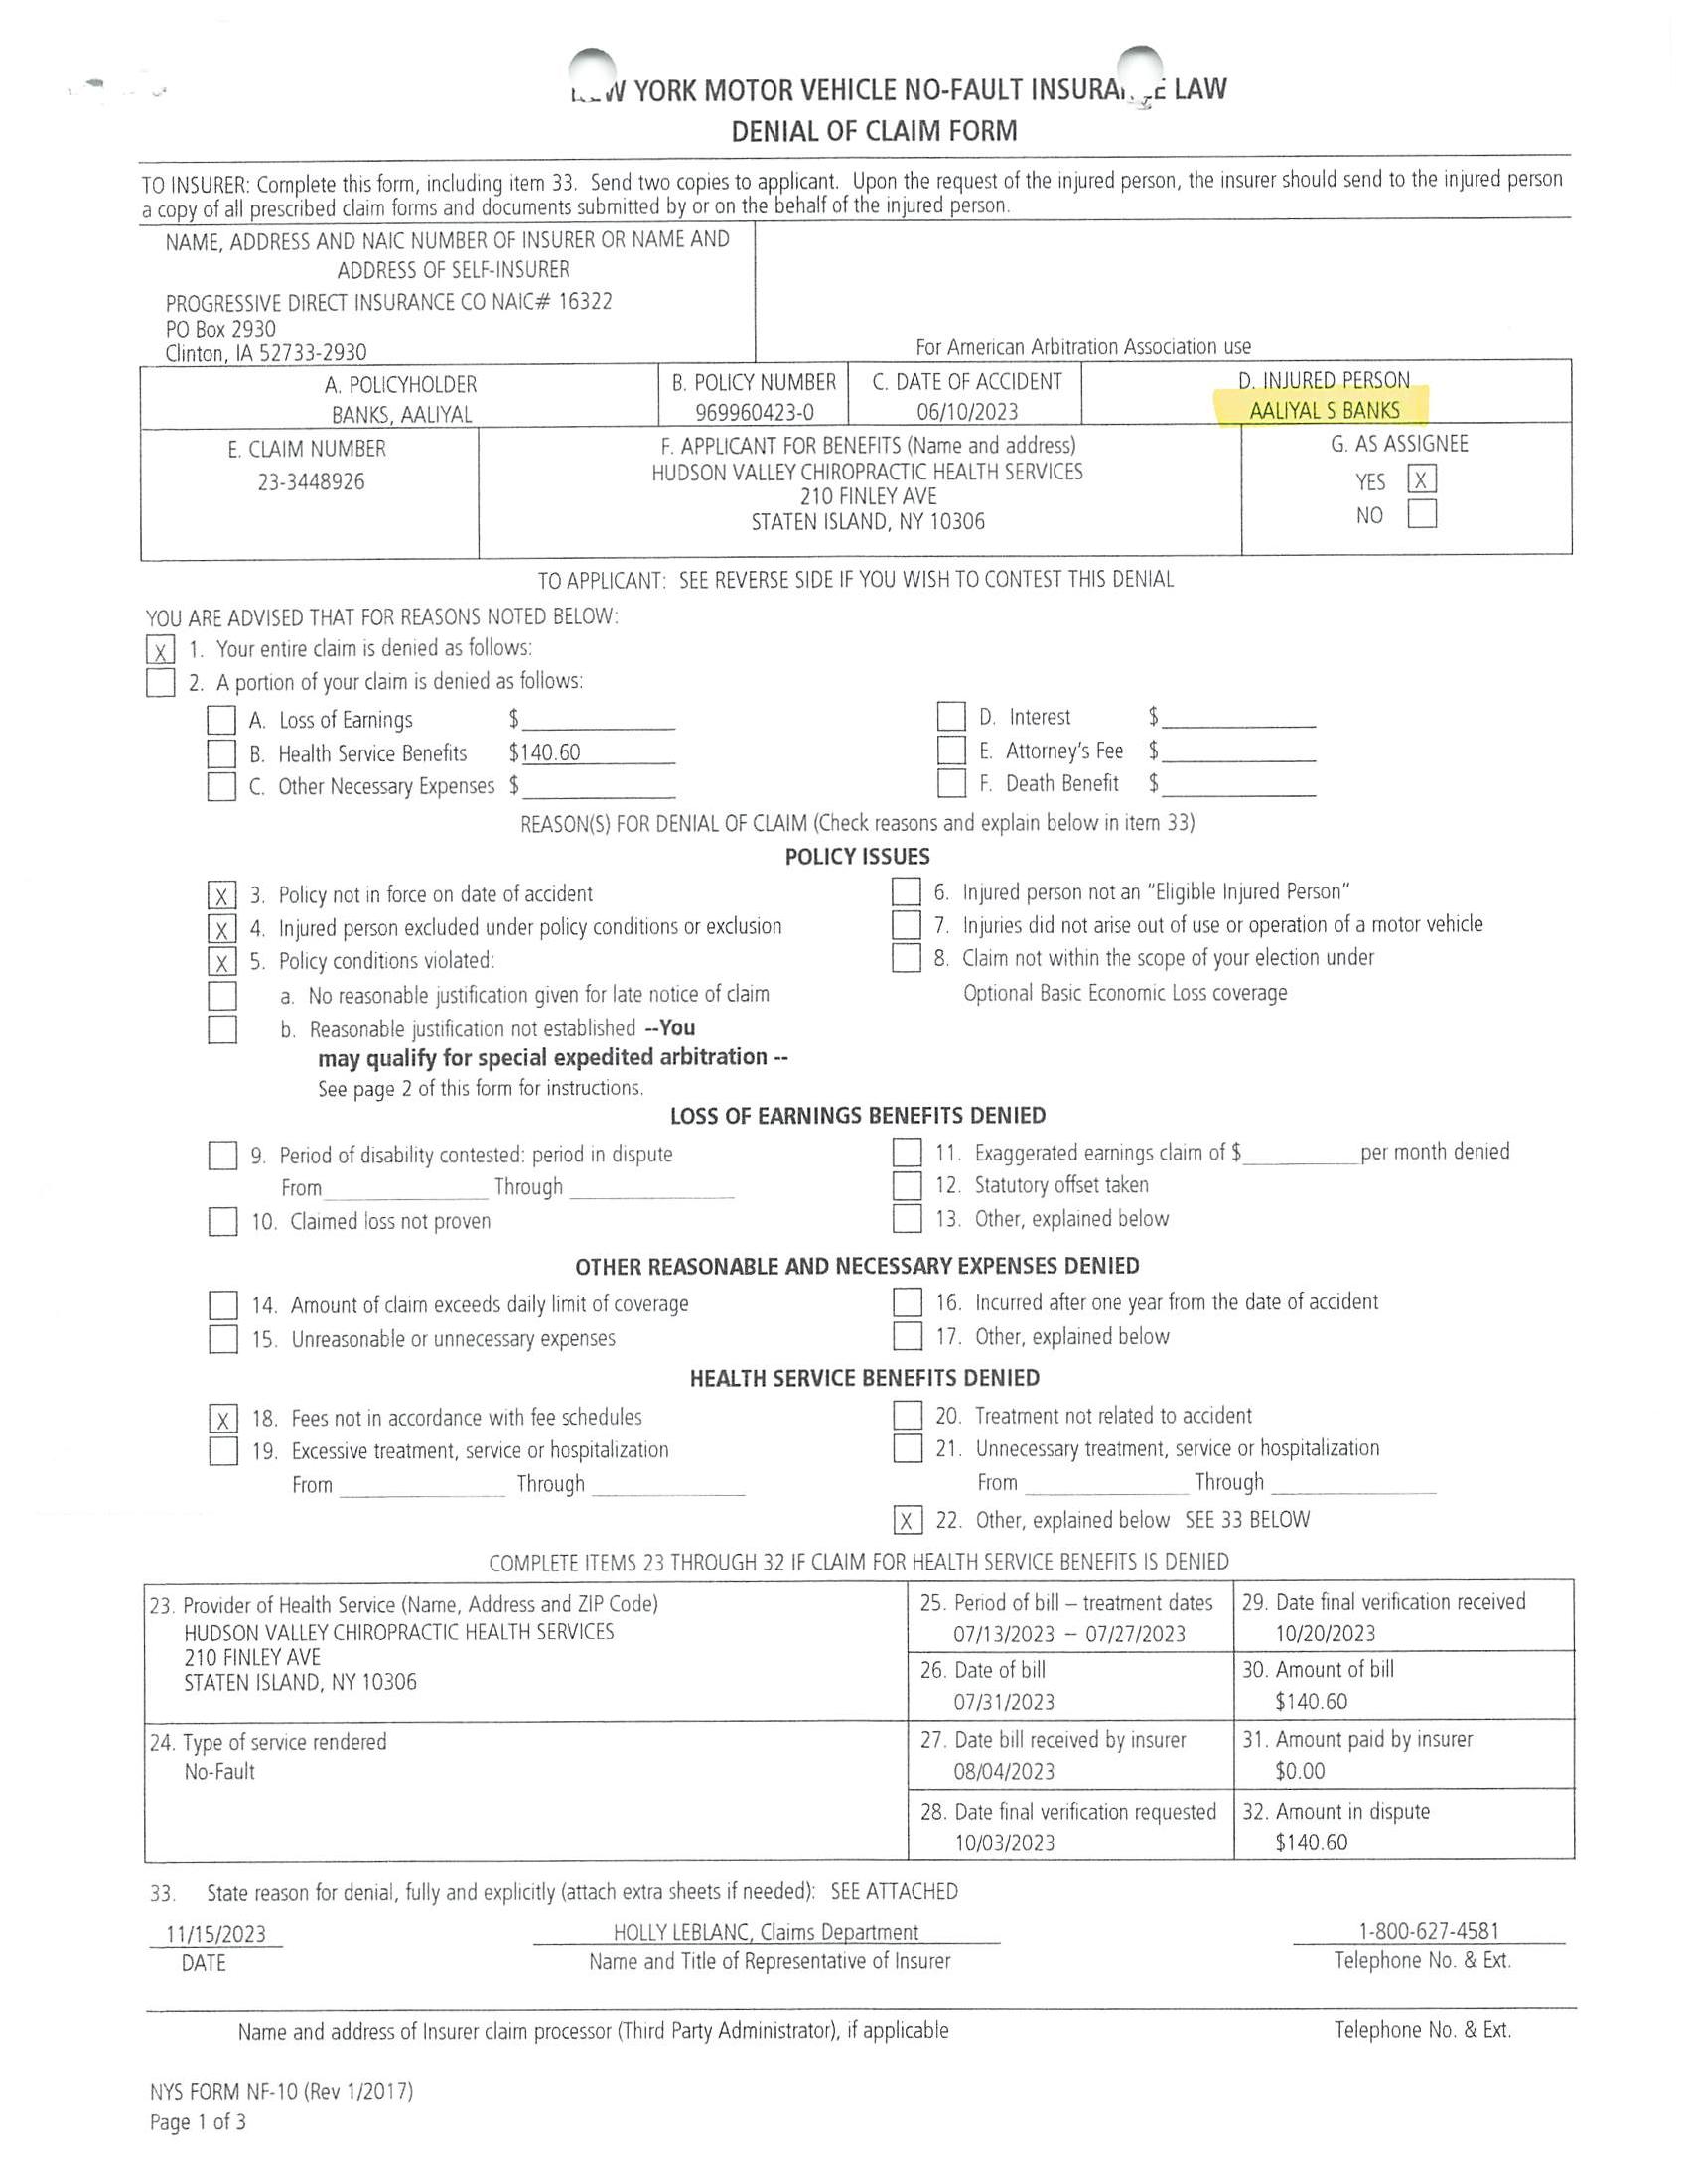 YORK MOTOR VEHICLE NO-FAULT INSURANCE LAW
DENIAL OF CLAIM FORM
TO INSURER: Complete this form, including item 33. Send two copies to applicant. Upon the request of the injured person, the insurer should send to the injured person
a copy of all prescribed claim forms and documents submitted by or on the behalf of the injured person.
NAME, ADDRESS AND NAIC NUMBER OF INSURER OR NAME AND
ADDRESS OF SELF-INSURER
PROGRESSIVE DIRECT INSURANCE CO NAIC# 16322
PO Box 2930
Clinton, IA 52733-2930
For American Arbitration Association use
A. POLICYHOLDER
BANKS, AALIYAL
B. POLICY NUMBER
969960423-0
C. DATE OF ACCIDENT
06/10/2023
D. INJURED PERSON
AALIYAL S BANKS
E. CLAIM NUMBER
23-3448926
F. APPLICANT FOR BENEFITS (Name and address)
HUDSON VALLEY CHIROPRACTIC HEALTH SERVICES
210 FINLEY AVE
STATEN ISLAND, NY 10306
G. AS ASSIGNEE
YES X
NO
TO APPLICANT: SEE REVERSE SIDE IF YOU WISH TO CONTEST THIS DENIAL
YOU ARE ADVISED THAT FOR REASONS NOTED BELOW:
X 1. Your entire claim is denied as follows:
2. A portion of your claim is denied as follows:
A. Loss of Earnings $
D. Interest $
B. Health Service Benefits $140.60
E. Attorney's Fee $
C. Other Necessary Expenses $
F. Death Benefit $
REASON(S) FOR DENIAL OF CLAIM (Check reasons and explain below in item 33)
POLICY ISSUES
X 3. Policy not in force on date of accident
X 4. Injured person excluded under policy conditions or exclusion
X 5. Policy conditions violated:
a. No reasonable justification given for late notice of claim
b. Reasonable justification not established --You
may qualify for special expedited arbitration --
See page 2 of this form for instructions.
6. Injured person not an "Eligible Injured Person"
7. Injuries did not arise out of use or operation of a motor vehicle
8. Claim not within the scope of your election under
Optional Basic Economic Loss coverage
LOSS OF EARNINGS BENEFITS DENIED
9. Period of disability contested: period in dispute
From Through
10. Claimed loss not proven
11. Exaggerated earnings claim of $ per month denied
12. Statutory offset taken
13. Other, explained below
OTHER REASONABLE AND NECESSARY EXPENSES DENIED
14. Amount of claim exceeds daily limit of coverage
15. Unreasonable or unnecessary expenses
16. Incurred after one year from the date of accident
17. Other, explained below
HEALTH SERVICE BENEFITS DENIED
X 18. Fees not in accordance with fee schedules
19. Excessive treatment, service or hospitalization
From Through
20. Treatment not related to accident
21. Unnecessary treatment, service or hospitalization
From Through
X 22. Other, explained below SEE 33 BELOW
COMPLETE ITEMS 23 THROUGH 32 IF CLAIM FOR HEALTH SERVICE BENEFITS IS DENIED
23. Provider of Health Service (Name, Address and ZIP Code)
HUDSON VALLEY CHIROPRACTIC HEALTH SERVICES
210 FINLEY AVE
STATEN ISLAND, NY 10306
24. Type of service rendered
No-Fault
25. Period of bill – treatment dates
07/13/2023 – 07/27/2023
26. Date of bill
07/31/2023
27. Date bill received by insurer
08/04/2023
28. Date final verification requested
10/03/2023
29. Date final verification received
10/20/2023
30. Amount of bill
$140.60
31. Amount paid by insurer
$0.00
32. Amount in dispute
$140.60
33. State reason for denial, fully and explicitly (attach extra sheets if needed): SEE ATTACHED
11/15/2023
DATE
HOLLY LEBLANC, Claims Department
Name and Title of Representative of Insurer
1-800-627-4581
Telephone No. & Ext.
Name and address of Insurer claim processor (Third Party Administrator), if applicable
Telephone No. & Ext.
NYS FORM NF-10 (Rev 1/2017)
Page 1 of 3